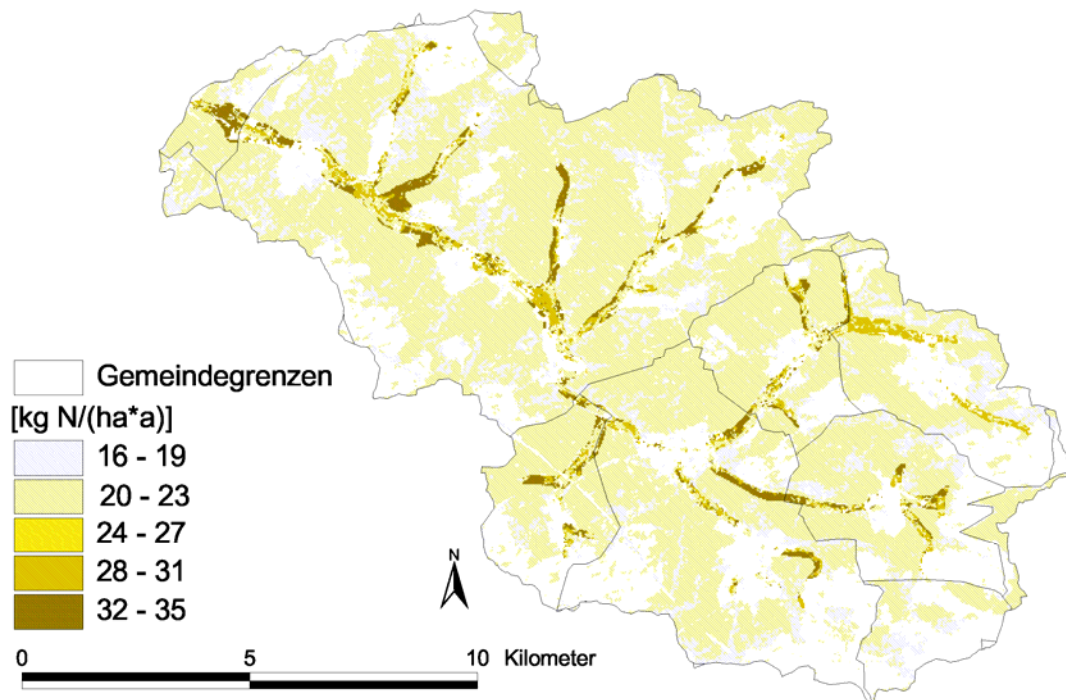 Gemeindegrenzen
[kg N/(ha*a)]
16 - 19
20 - 23
24 - 27
28 - 31
32 - 35
N
0 5 10 Kilometer